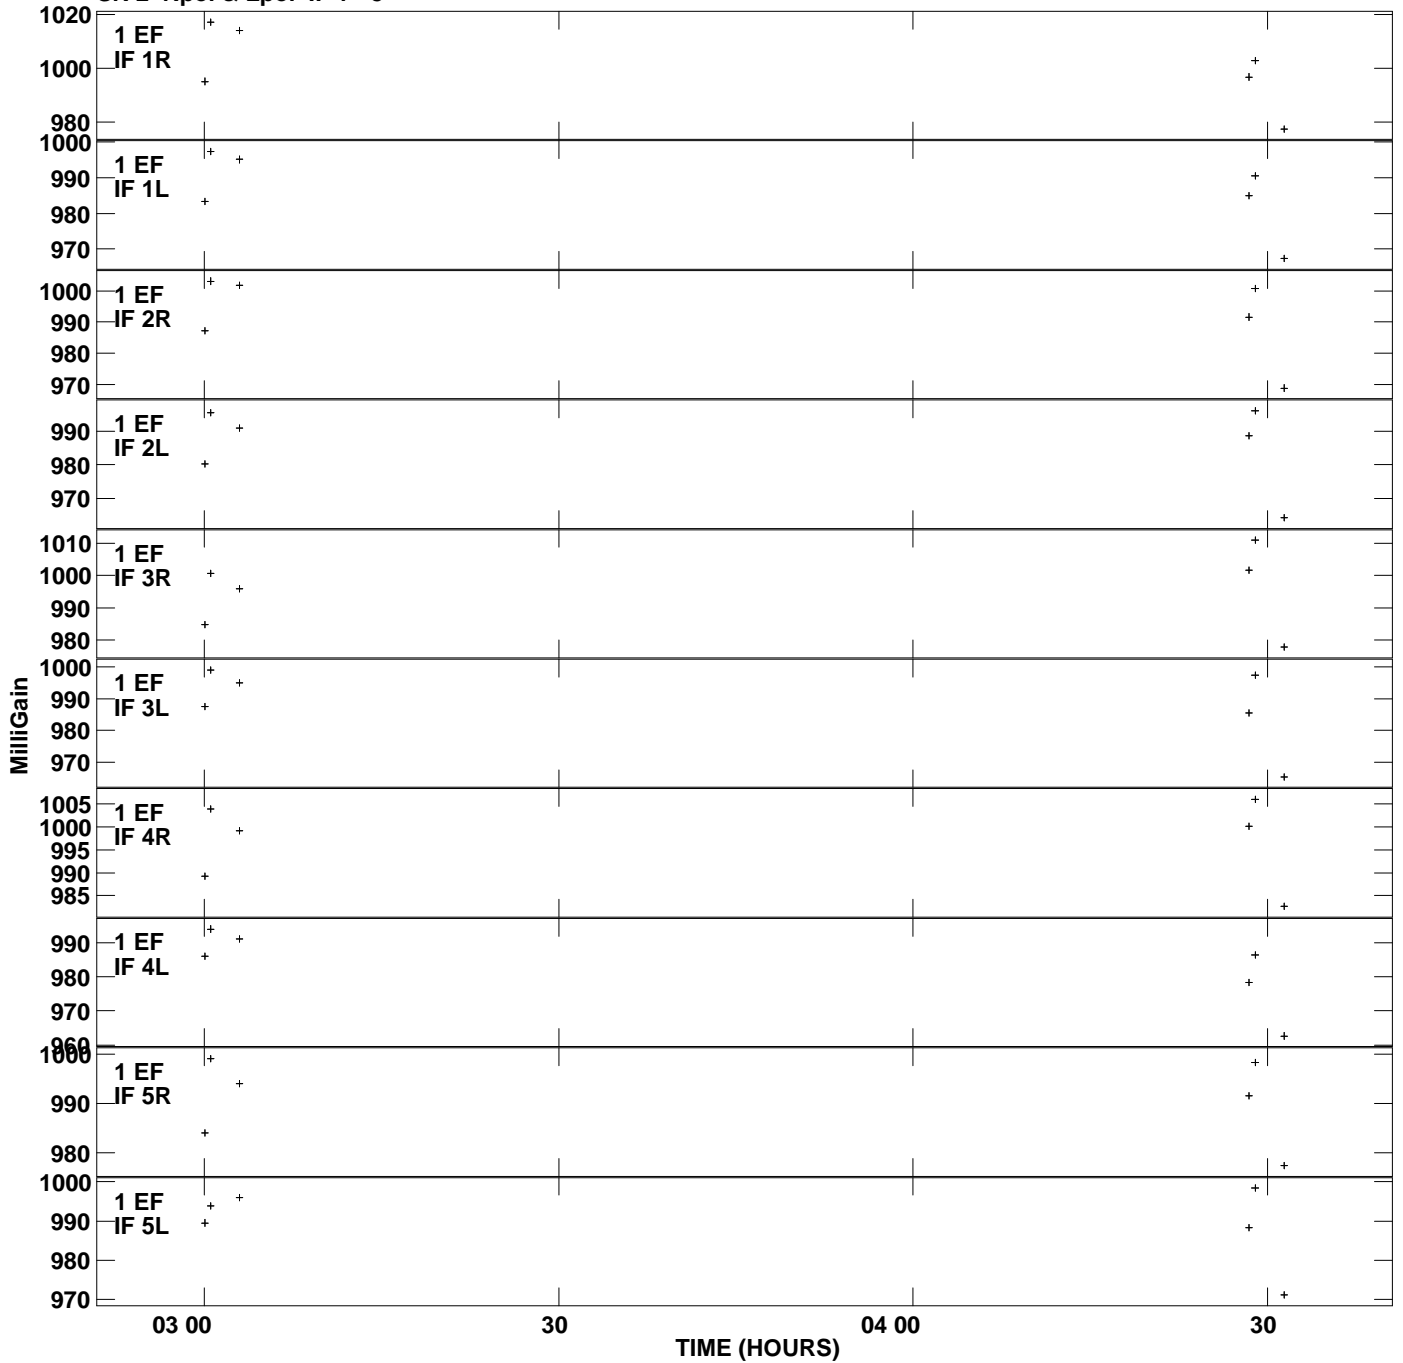 1020
1 EF
IF 1R
1000
980
1000
1 EF
990
IF 1L
980
970
1000
1 EF
IF 2R
990
980
970
1 EF
990
IF 2L
980
970
1010
1 EF
1000
IF 3R
990
980
1000
1 EF
990
IF 3L
980
970
MilliGain
1005
1 EF
1000
IF 4R
995
990
985
990
1 EF
IF 4L
980
970
960
1000
1 EF
IF 5R
990
980
1000
1 EF
990
IF 5L
980
970
03 00 30 04 00 30
TIME (HOURS)